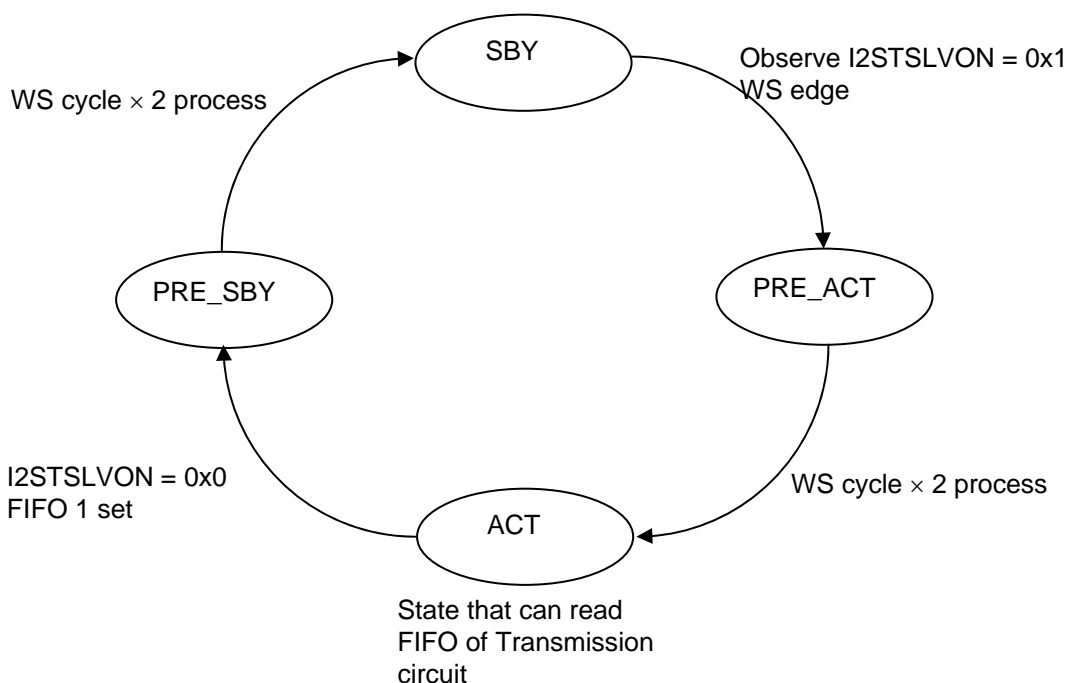 SBY
Observe I2STSLVON = 0x1
WS edge
WS cycle × 2 process
PRE_SBY
PRE_ACT
I2STSLVON = 0x0
FIFO 1 set
WS cycle × 2 process
ACT
State that can read
FIFO of Transmission
circuit